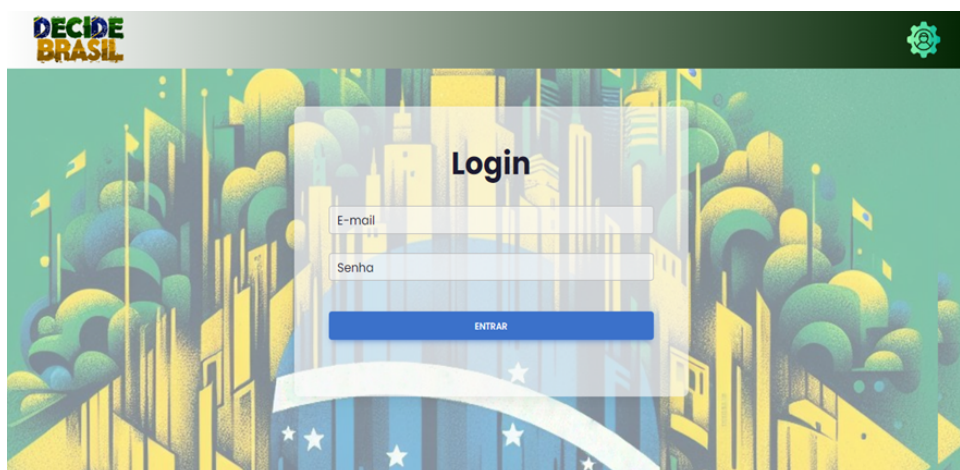 DECIDE
BRASIL
Login
E-mail
Senha
ENTRAR